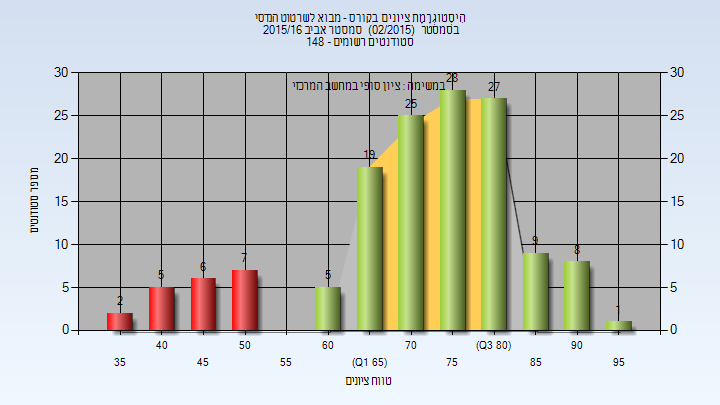 היסטוגרמת ציונים בקורס - מבוא לשרטוט הנדסי
בסמסטר (02/2015) סמסטר אביב 2015/16
סטודנטים רשומים - 148
במשימה : ציון סופי במחשב המרכזי
30 30
25 25
20 20
15 15
10 10
5 5
0 0
2 5 6 7 5 19 25 28 27 9 8 1
מספר סטודנטים
40 50 60 70 (Q3 80) 90
35 45 55 (Q1 65) 75 85 95
טווח ציונים